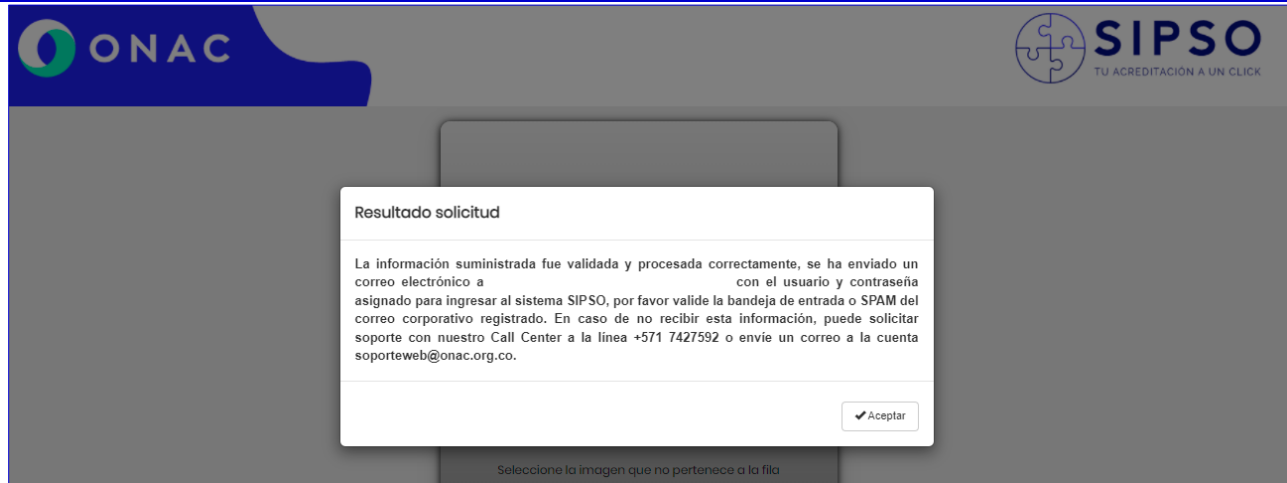 ONAC
SIPSO
TU ACREDITACIÓN A UN CLICK
Resultado solicitud
La información suministrada fue validada y procesada correctamente, se ha enviado un
correo electrónico a con el usuario y contraseña
asignado para ingresar al sistema SIPSO, por favor valide la bandeja de entrada o SPAM del
correo corporativo registrado. En caso de no recibir esta información, puede solicitar
soporte con nuestro Call Center a la línea +571 7427592 o envíe un correo a la cuenta
soporteweb@onac.org.co.
Aceptar
Seleccione la imagen que no pertenece a la fila